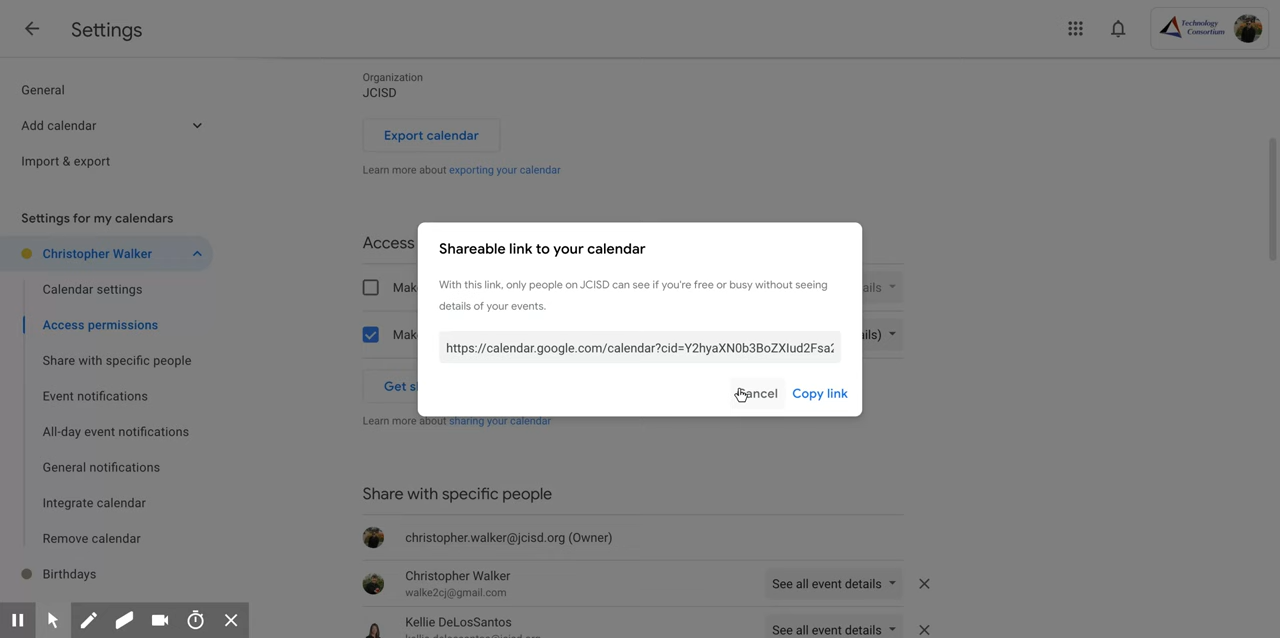 Settings
Technology
Consortium
General
Add calendar
Import & export
Settings for my calendars
Christopher Walker
Calendar settings
Access permissions
Share with specific people
Event notifications
All-day event notifications
General notifications
Integrate calendar
Remove calendar
Birthdays
Organization
JCISD
Export calendar
Learn more about exporting your calendar
Access
Shareable link to your calendar
With this link, only people on JCISD can see if you're free or busy without seeing
details of your events.
https://calendar.google.com/calendar?cid=Y2hyaXN0b3BoZXIud2Fsa2
Cancel Copy link
Get
Learn more about sharing your calendar
Share with specific people
christopher.walker@jcisd.org (Owner)
Christopher Walker
walke2cj@gmail.com
See all event details
Kellie DeLosSantos
See all event details